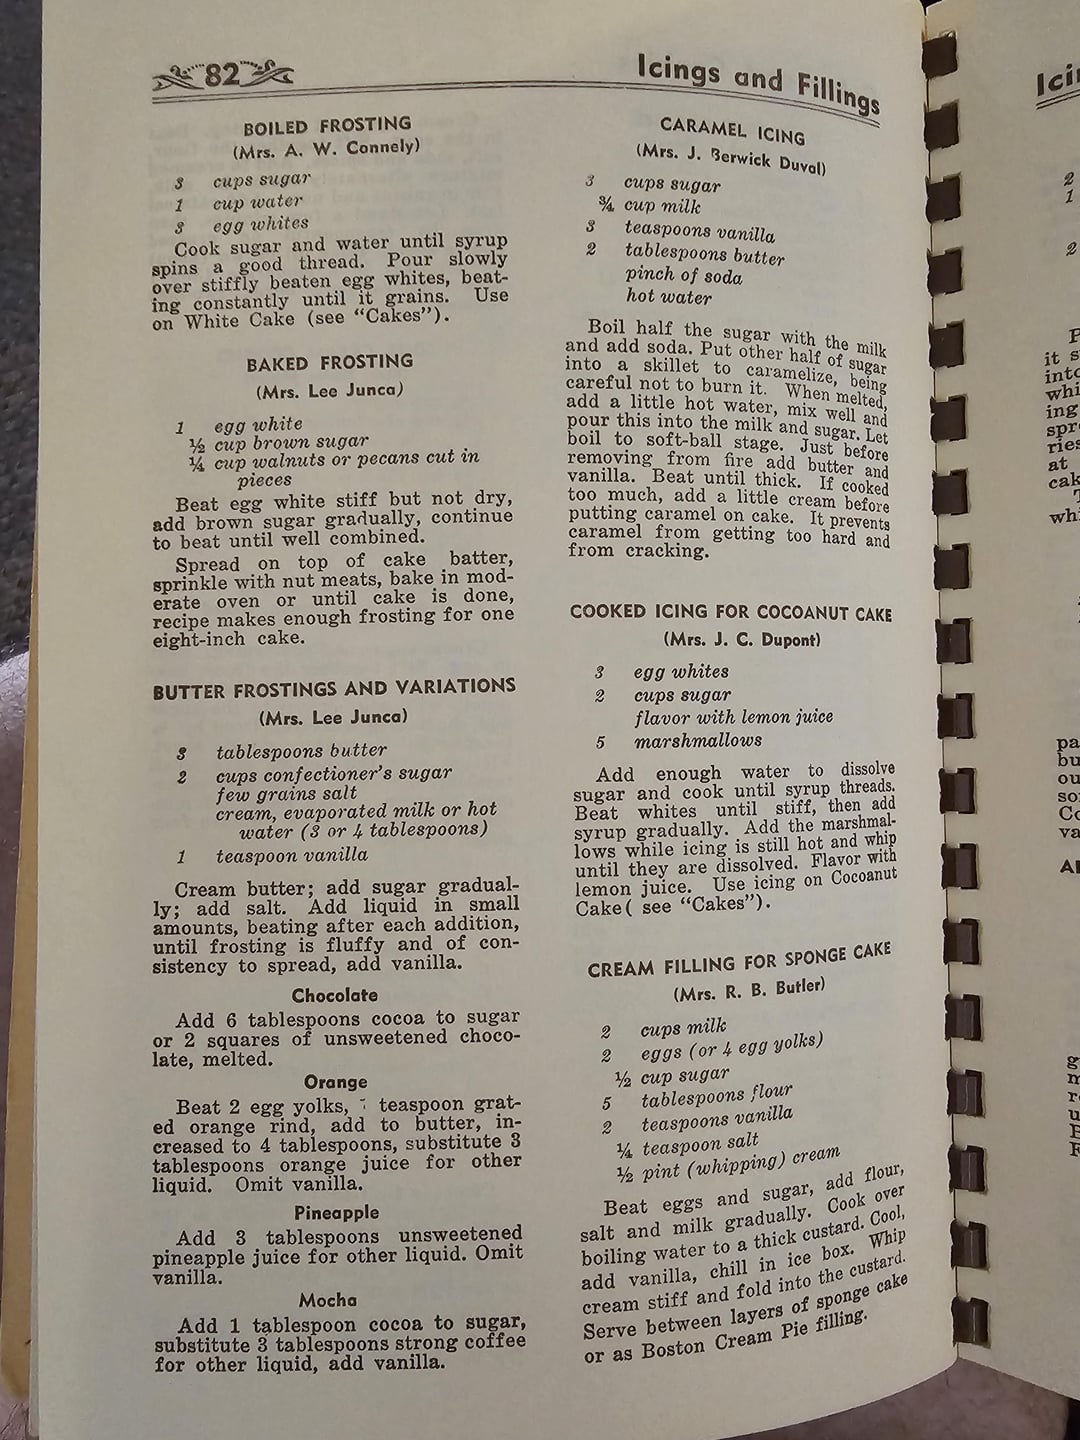 82
Icings and Fillings
BOILED FROSTING
(Mrs. A. W. Connely)
3 cups sugar
1 cup water
3 egg whites
Cook sugar and water until syrup
spins a good thread. Pour slowly
over stiffly beaten egg whites, beat-
ing constantly until it grains. Use
on White Cake (see “Cakes”).
BAKED FROSTING
(Mrs. Lee Junca)
1 egg white
½ cup brown sugar
¼ cup walnuts or pecans cut in
pieces
Beat egg white stiff but not dry,
add brown sugar gradually, continue
to beat until well combined.
Spread on top of cake batter,
sprinkle with nut meats, bake in mod-
erate oven or until cake is done,
recipe makes enough frosting for one
eight-inch cake.
BUTTER FROSTINGS AND VARIATIONS
(Mrs. Lee Junca)
3 tablespoons butter
2 cups confectioner’s sugar
few grains salt
cream, evaporated milk or hot
water (3 or 4 tablespoons)
1 teaspoon vanilla
Cream butter; add sugar gradual-
ly; add salt. Add liquid in small
amounts, beating after each addition,
until frosting is fluffy and of con-
sistency to spread, add vanilla.
Chocolate
Add 6 tablespoons cocoa to sugar
or 2 squares of unsweetened choco-
late, melted.
Orange
Beat 2 egg yolks, teaspoon grat-
ed orange rind, add to butter, in-
creased to 4 tablespoons, substitute 3
tablespoons orange juice for other
liquid. Omit vanilla.
Pineapple
Add 3 tablespoons unsweetened
pineapple juice for other liquid. Omit
vanilla.
Mocha
Add 1 tablespoon cocoa to sugar,
substitute 3 tablespoons strong coffee
for other liquid, add vanilla.
CARAMEL ICING
(Mrs. J. Berwick Duval)
3 cups sugar
¾ cup milk
3 teaspoons vanilla
2 tablespoons butter
pinch of soda
hot water
Boil half the sugar with the milk
and add soda. Put other half of sugar
into a skillet to caramelize, being
careful not to burn it. When melted,
add a little hot water, mix well and
pour this into the milk and sugar. Let
boil to soft-ball stage. Just before
removing from fire add butter and
vanilla. Beat until thick. If cooked
too much, add a little cream before
putting caramel on cake. It prevents
caramel from getting too hard and
from cracking.
COOKED ICING FOR COCOANUT CAKE
(Mrs. J. C. Dupont)
3 egg whites
2 cups sugar
flavor with lemon juice
5 marshmallows
Add enough water to dissolve
sugar and cook until syrup threads.
Beat whites until stiff, then add
syrup gradually. Add the marshmal-
lows while icing is still hot and whip
until they are dissolved. Flavor with
lemon juice. Use icing on Cocoanut
Cake( see “Cakes”).
CREAM FILLING FOR SPONGE CAKE
(Mrs. R. B. Butler)
2 cups milk
2 eggs (or 4 egg yolks)
½ cup sugar
5 tablespoons flour
2 teaspoons vanilla
¼ teaspoon salt
½ pint (whipping) cream
Beat eggs and sugar, add flour,
salt and milk gradually. Cook over
boiling water to a thick custard. Cool,
add vanilla, chill in ice box. Whip
cream stiff and fold into the custard.
Serve between layers of sponge cake
or as Boston Cream Pie filling.